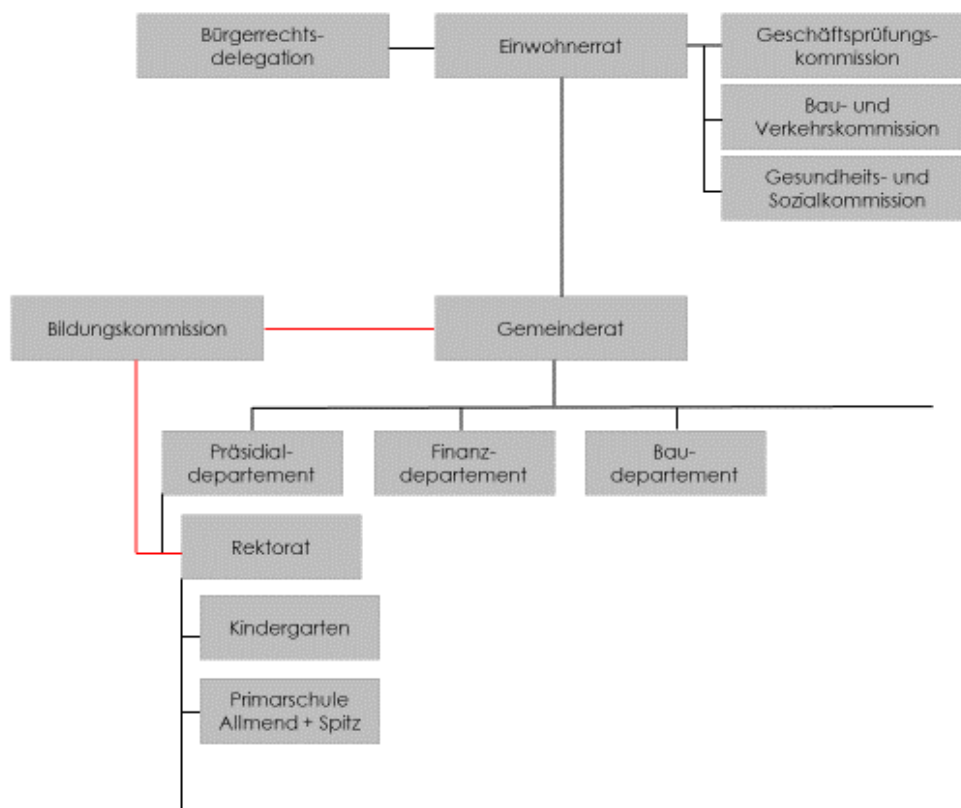 Bürgerrechts-
delegation
Einwohnerrat
Geschäftsprüfungs-
kommission
Bau- und
Verkehrskommission
Gesundheits- und
Sozialkommission
Bildungskommission
Gemeinderat
Präsidial-
departement
Finanz-
departement
Bau-
departement
Rektorat
Kindergarten
Primarschule
Allmend + Spitz